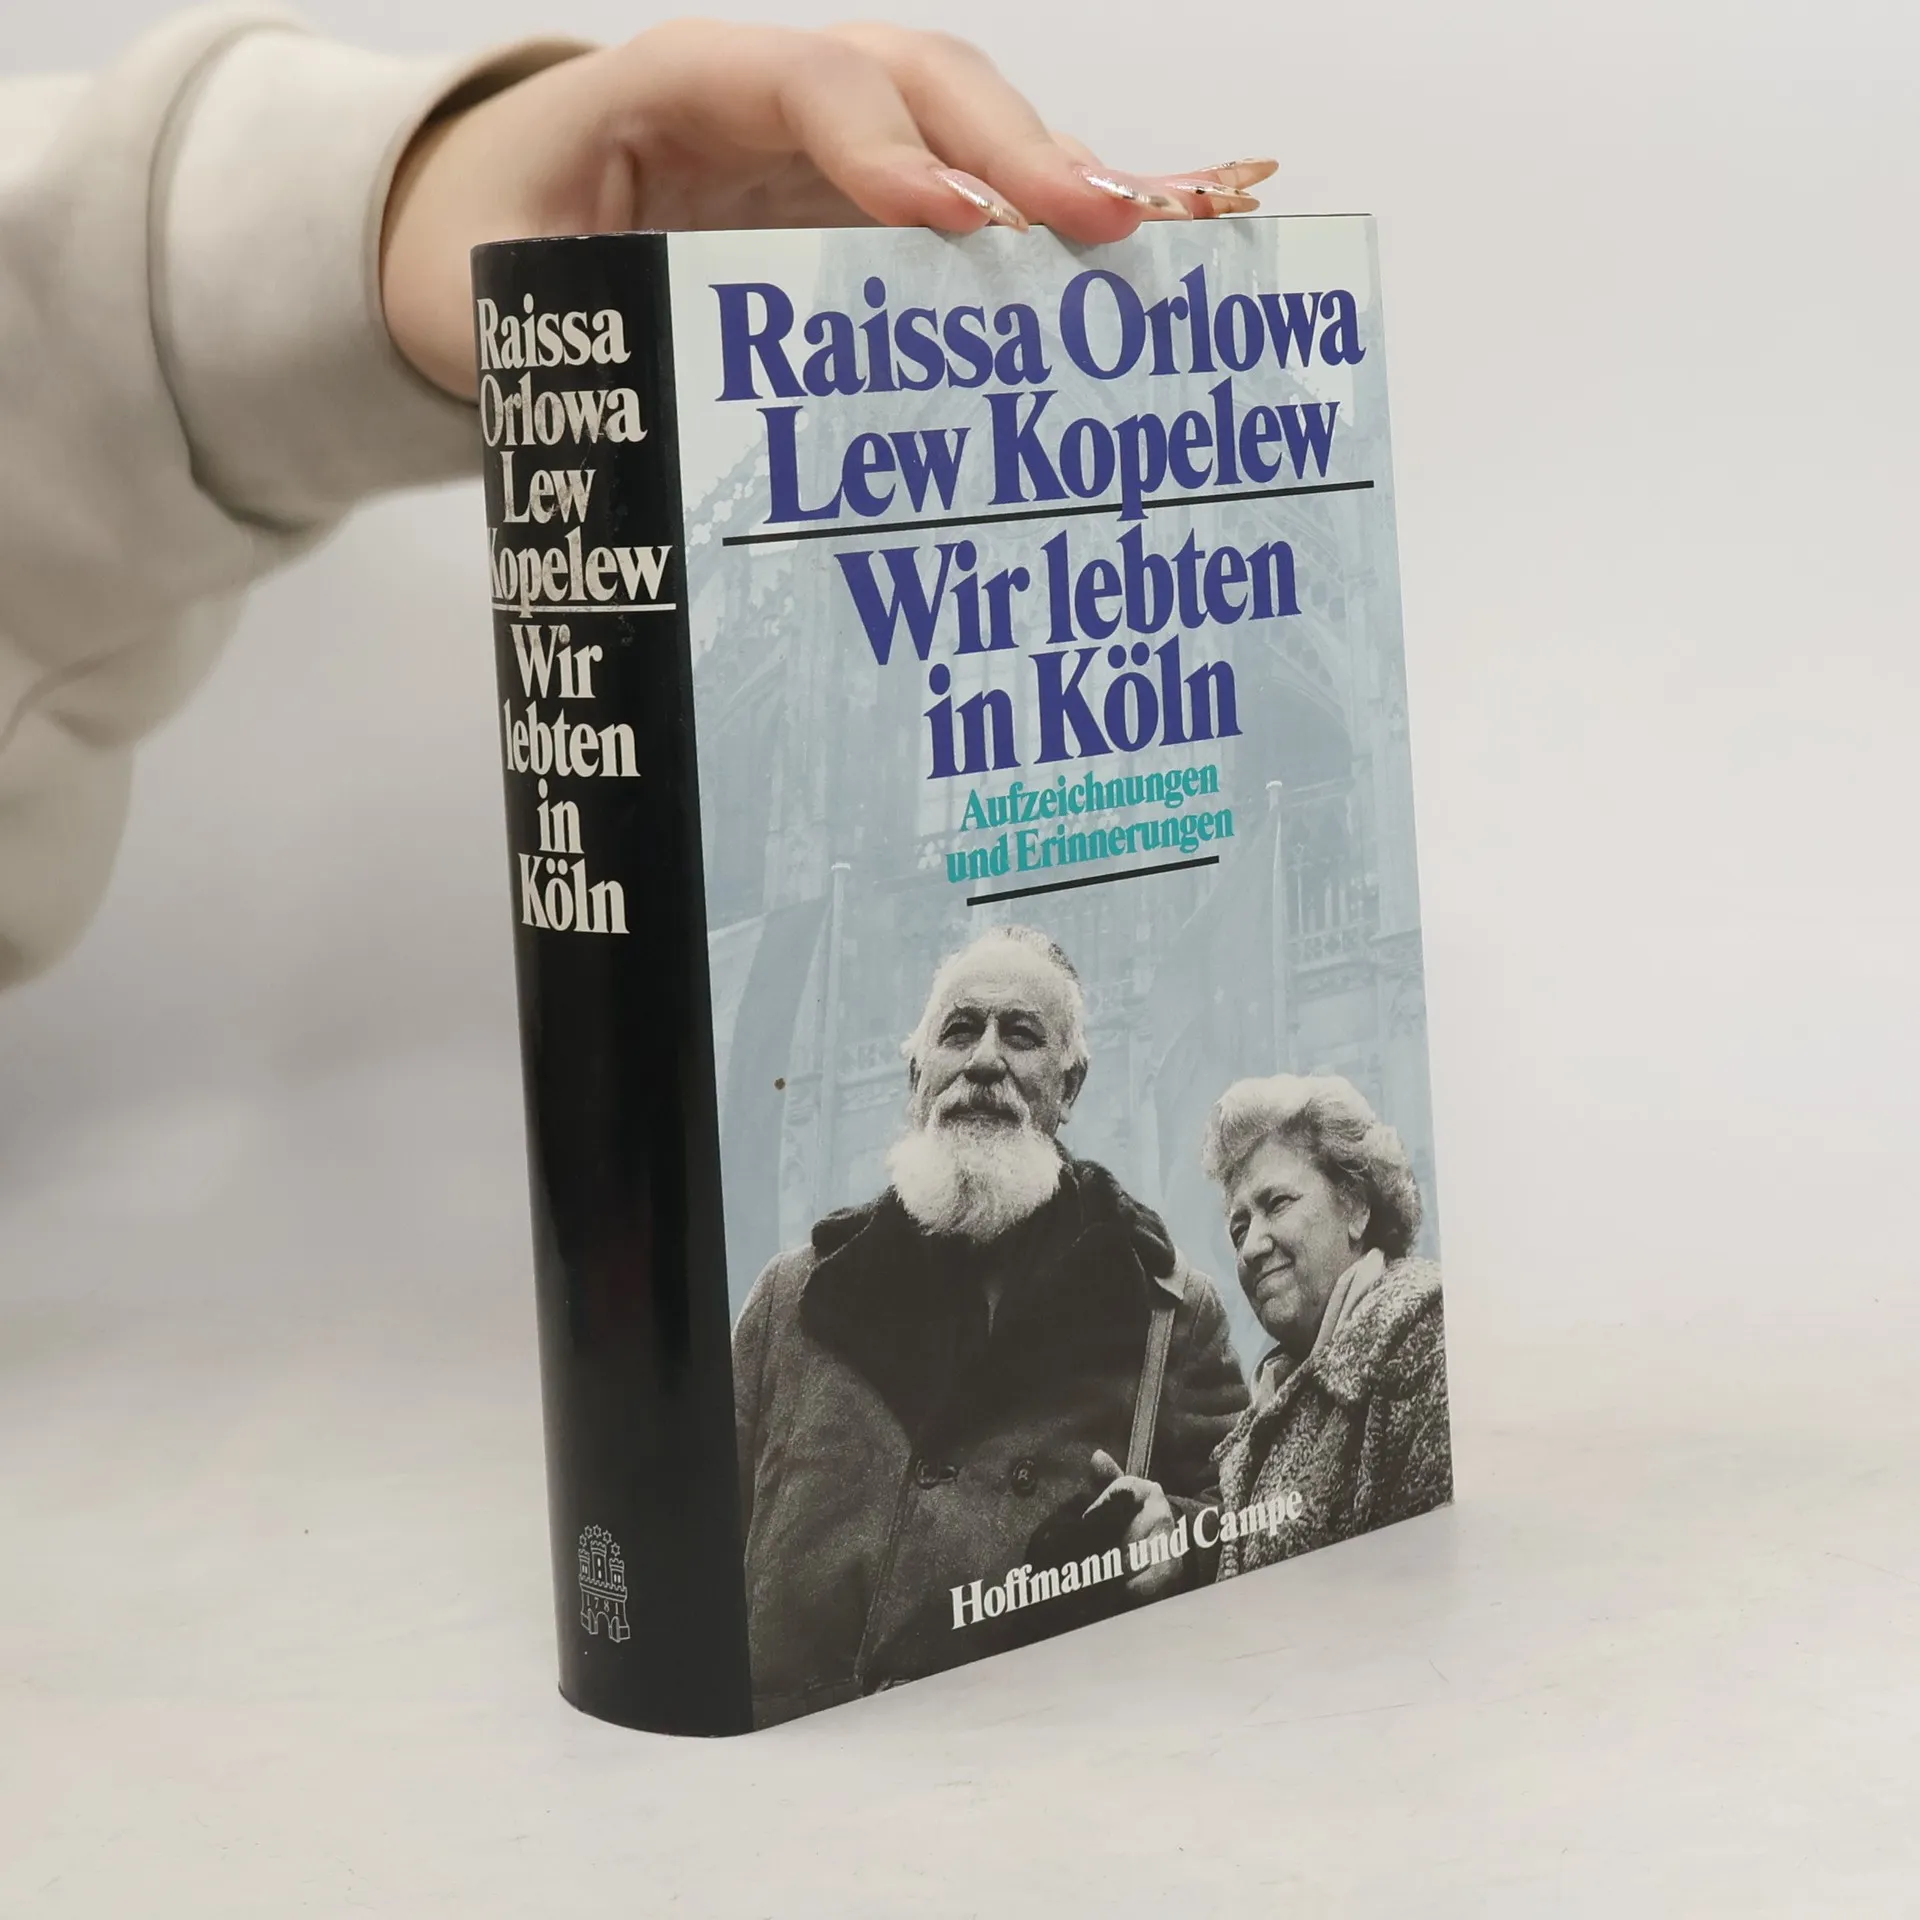 Raissa
Orlowa
Lew
Kopelew
Wir
lebten
in
Köln
1781
Raissa Orlowa
Lew Kopelew
Wir lebten
in Köln
Aufzeichnungen
und Erinnerungen
Hoffmann und Campe